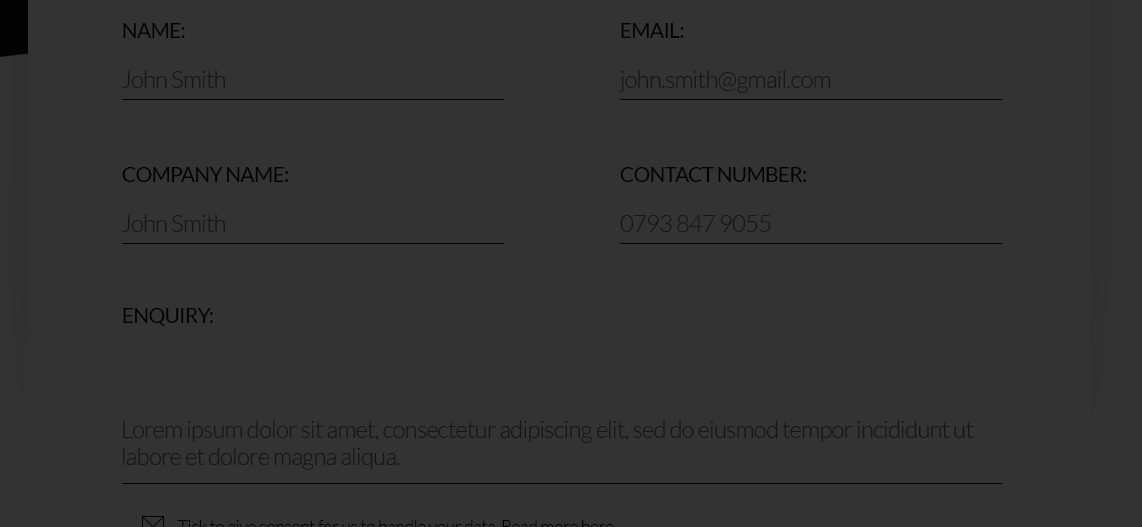 NAME:
EMAIL:
John Smith
john.smith@gmail.com
COMPANY NAME:
CONTACT NUMBER:
John Smith
0793 847 9055
ENQUIRY:
Lorem ipsum dolor sit amet, consectetur adipiscing elit, sed do eiusmod tempor incididunt ut
labore et dolore magna aliqua.
Tick to give consent for us to handle your data. Read more here